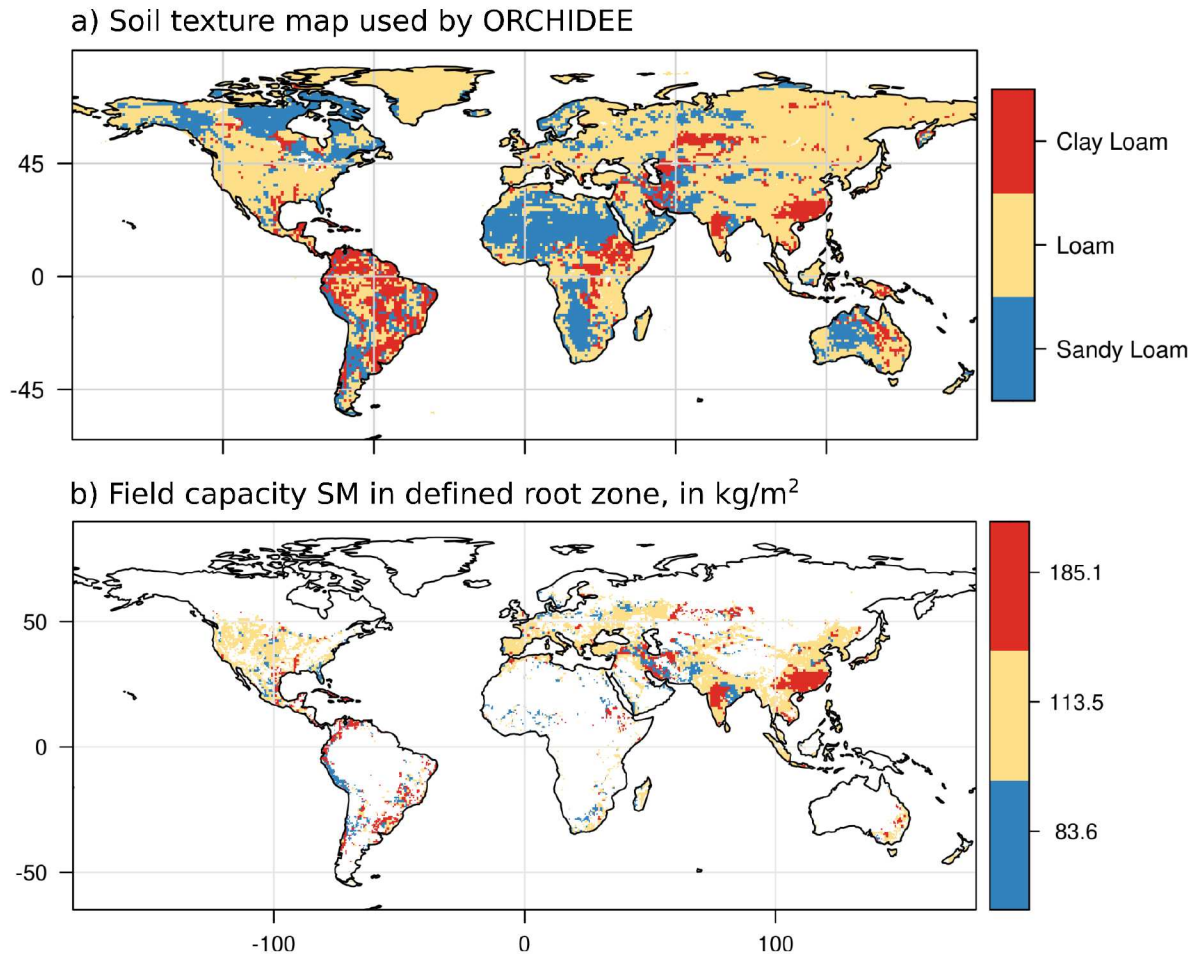 a) Soil texture map used by ORCHIDEE
45
0
-45
Clay Loam
Loam
Sandy Loam
b) Field capacity SM in defined root zone, in kg/m²
50
0
-50
185.1
113.5
83.6
-100
0
100